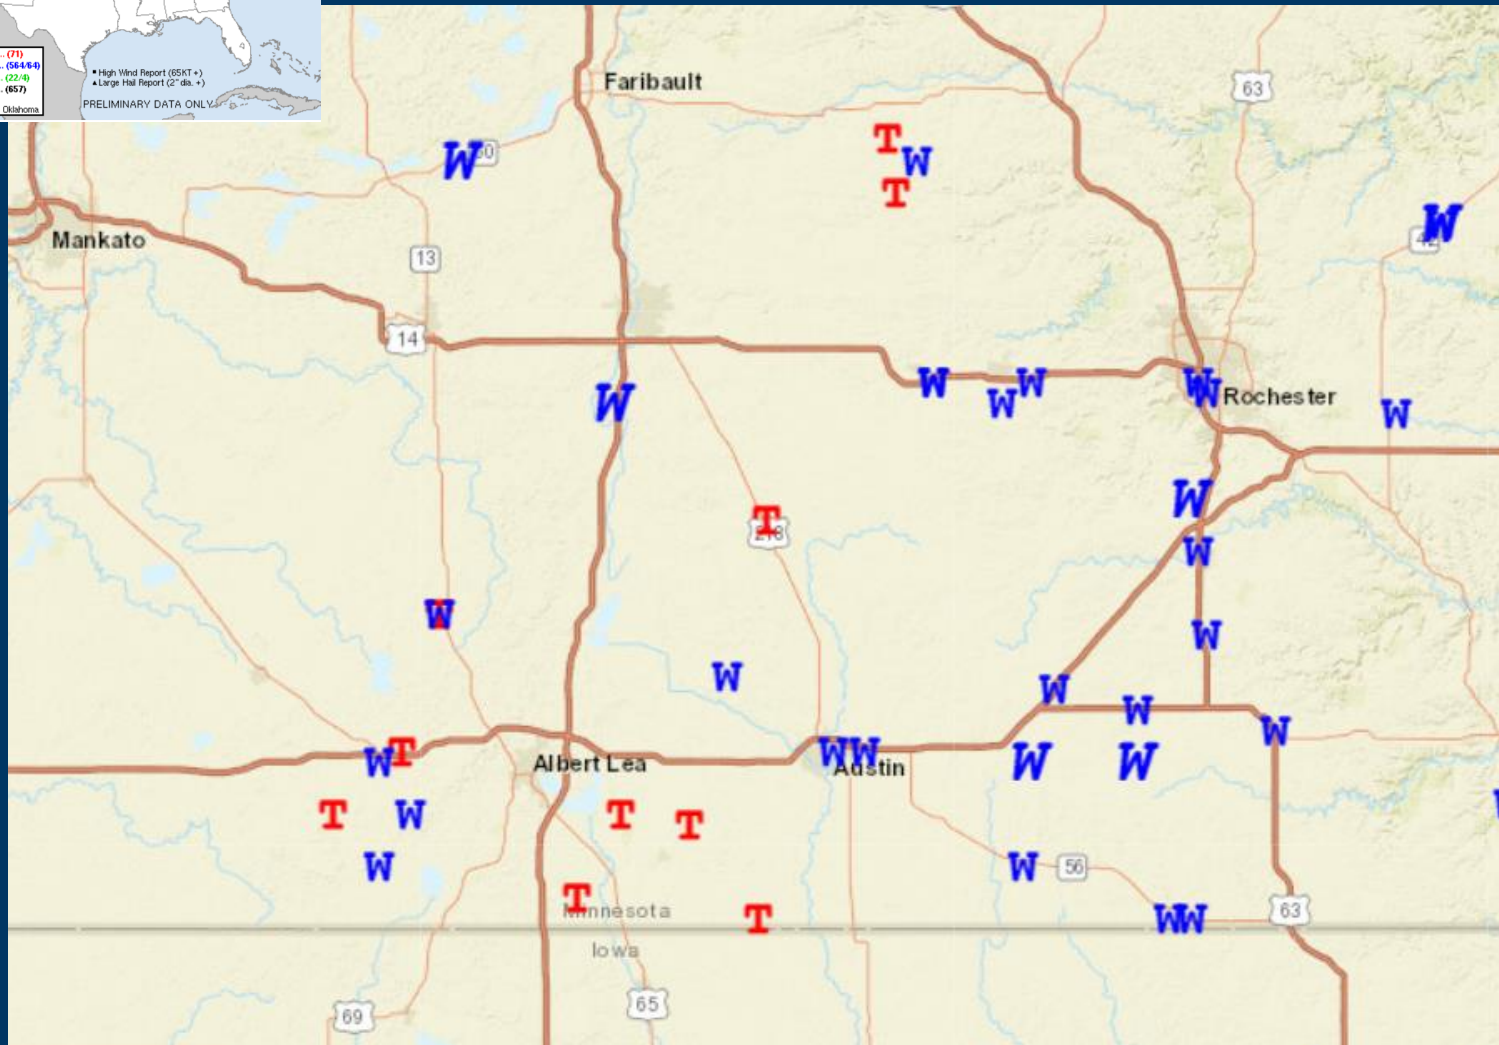 .. (71)
.. (564/64)
. (22/4)
. (657)
Oklahoma
▪ High Wind Report (65KT +)
▲ Large Hail Report (2" dia. +)
PRELIMINARY DATA ONLY
Faribault
63
T
W
T
W
W
Mankato
13
14
W W W
W
W
W
Rochester
W
W
T
W
W
W
W
W
W
W
W
T
W
W
W
Austin
Albert Lea
W
W
T
W
T
T
W
W
56
T
Minnesota
T
W
W
63
Iowa
65
69